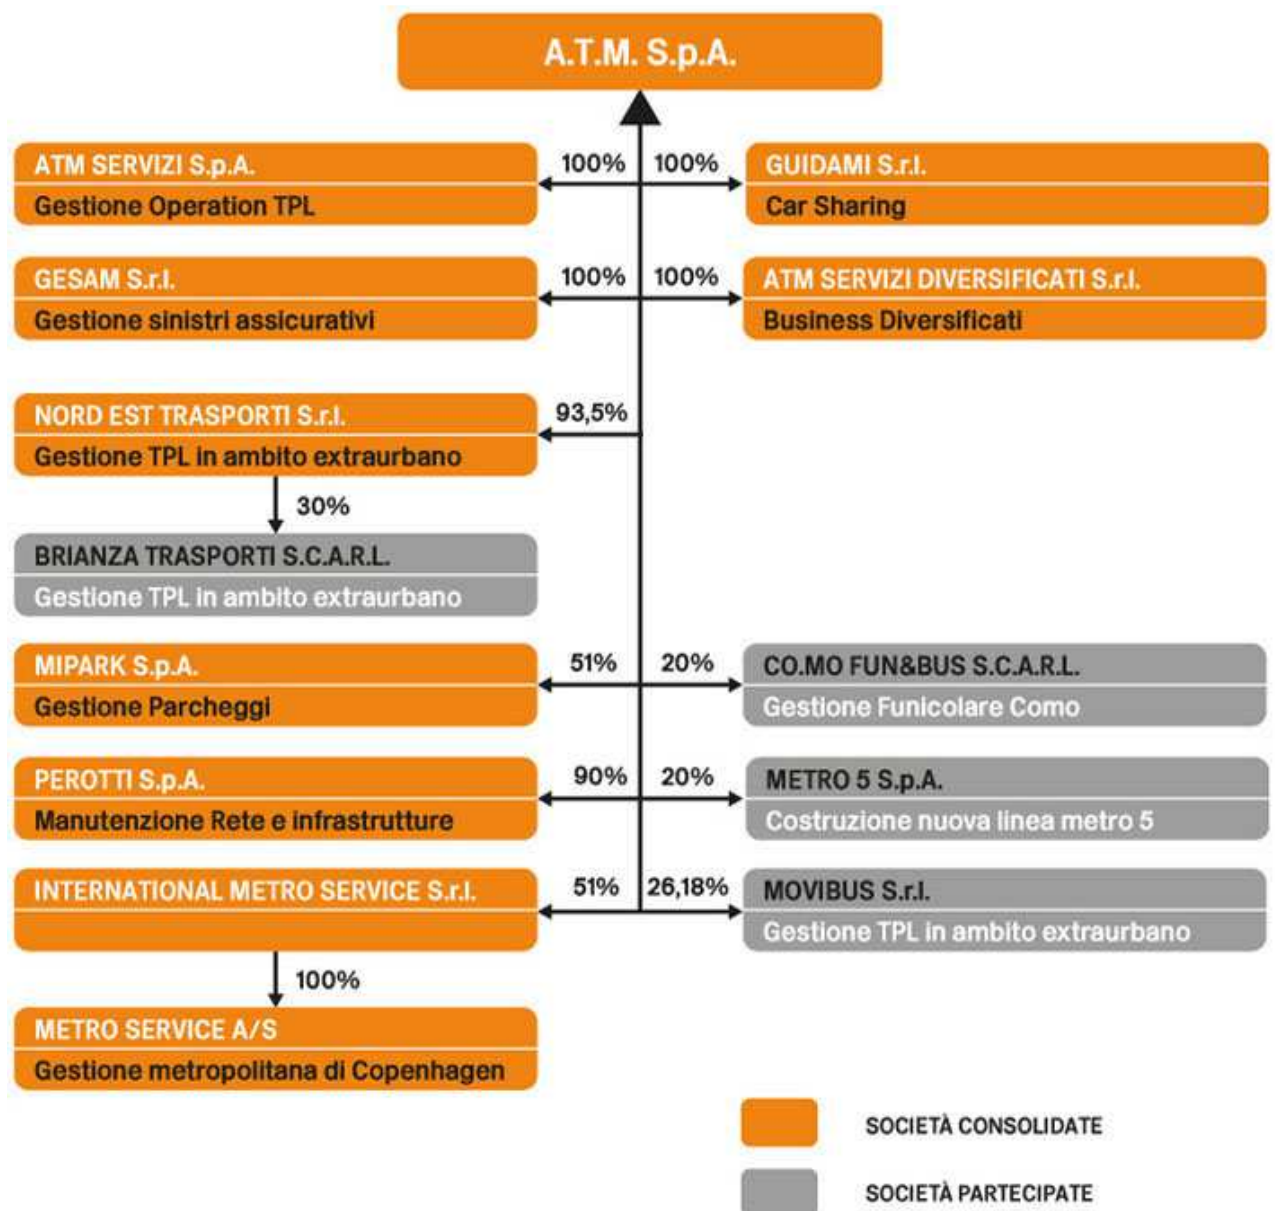 A.T.M. S.p.A.
ATM SERVIZI S.p.A.
Gestione Operation TPL
100%
100%
GUIDAMI S.r.l.
Car Sharing
GESAM S.r.l.
Gestione sinistri assicurativi
100%
100%
ATM SERVIZI DIVERSIFICATI S.r.l.
Business Diversificati
NORD EST TRASPORTI S.r.l.
Gestione TPL in ambito extraurbano
93,5%
30%
BRIANZA TRASPORTI S.C.A.R.L.
Gestione TPL in ambito extraurbano
MIPARK S.p.A.
Gestione Parcheggi
51%
20%
CO.MO FUN&BUS S.C.A.R.L.
Gestione Funicolare Como
PEROTTI S.p.A.
Manutenzione Rete e infrastrutture
90%
20%
METRO 5 S.p.A.
Costruzione nuova linea metro 5
INTERNATIONAL METRO SERVICE S.r.l.
51%
26,18%
MOVIBUS S.r.l.
Gestione TPL in ambito extraurbano
100%
METRO SERVICE A/S
Gestione metropolitana di Copenhagen
SOCIETÀ CONSOLIDATE
SOCIETÀ PARTECIPATE